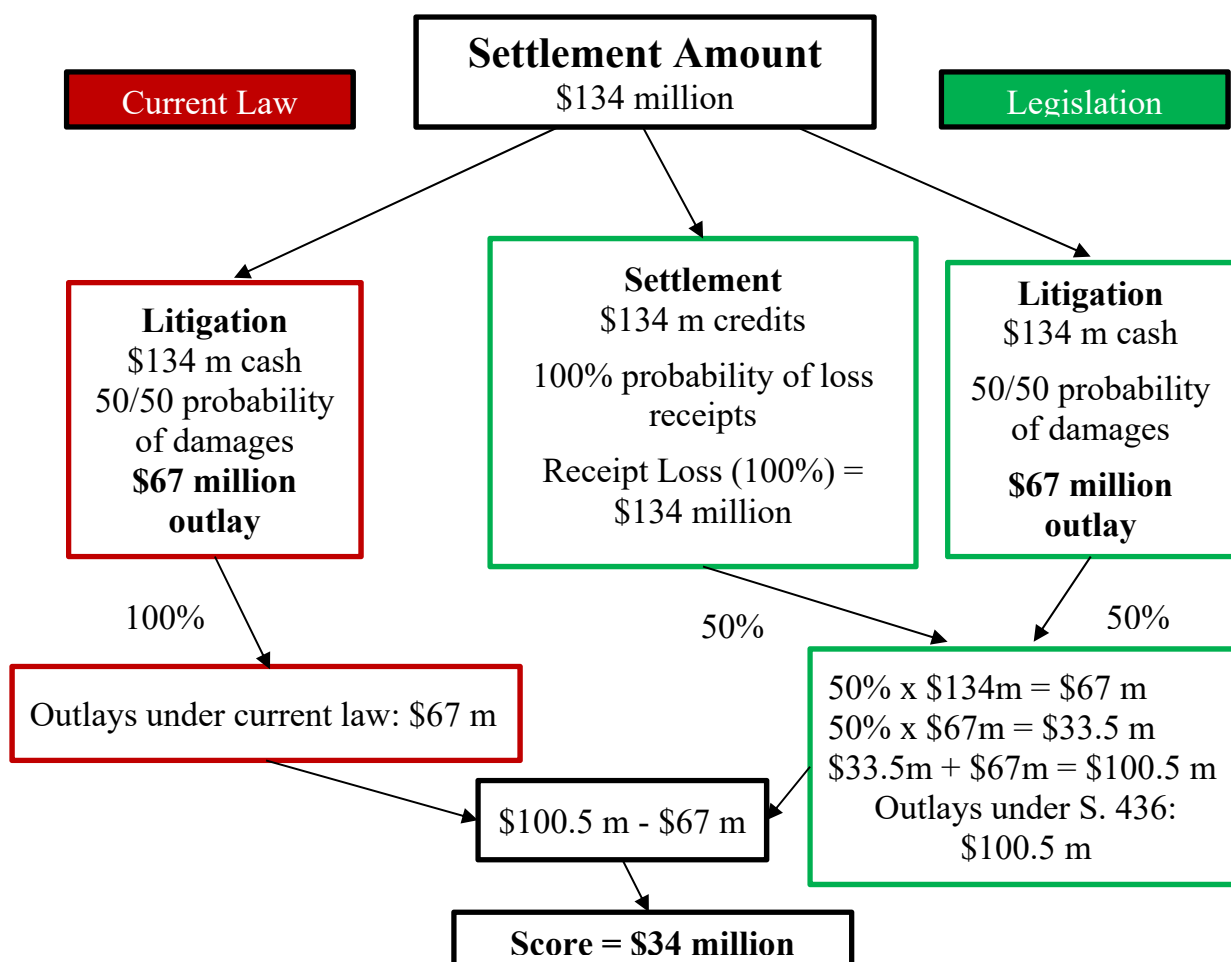 Settlement Amount
$134 million
Current Law
Legislation
Litigation
$134 m cash
50/50 probability
of damages
$67 million
outlay
Settlement
$134 m credits
100% probability of loss
receipts
Receipt Loss (100%) =
$134 million
Litigation
$134 m cash
50/50 probability
of damages
$67 million
outlay
100%
50%
50%
Outlays under current law: $67 m
50% x $134m = $67 m
50% x $67m = $33.5 m
$33.5m + $67m = $100.5 m
Outlays under S. 436:
$100.5 m
$100.5 m - $67 m
Score = $34 million